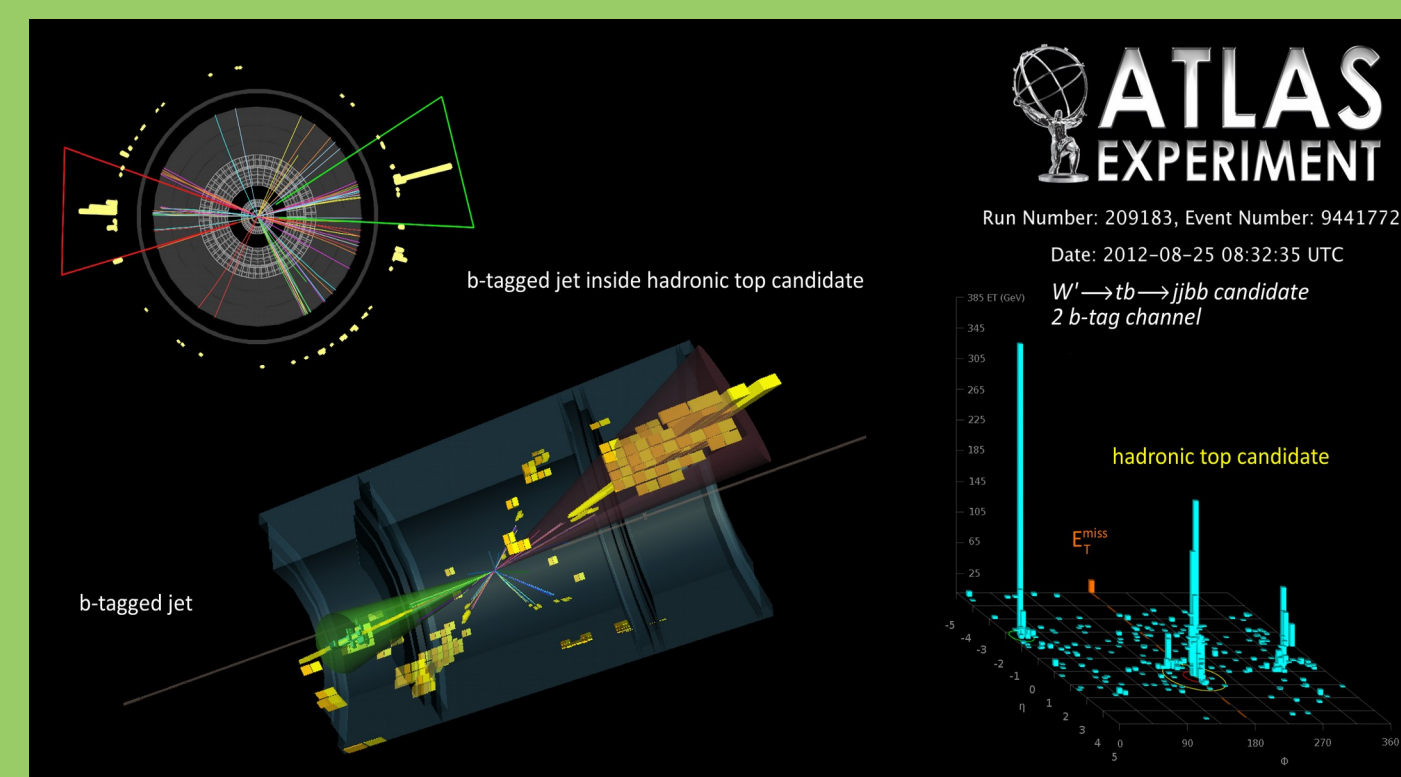 ATLAS
EXPERIMENT
Run Number: 209183, Event Number: 9441772
Date: 2012-08-25 08:32:35 UTC
W'⟶tb⟶jjbb candidate
2 b-tag channel
b-tagged jet inside hadronic top candidate
b-tagged jet
385 ET (GeV)
345
305
265
225
185
145
105
65
25
hadronic top candidate
E_T^miss
-5
-4
-3
-2
-1
0
1
2
3
4
5
η
0
90
180
270
360
Φ